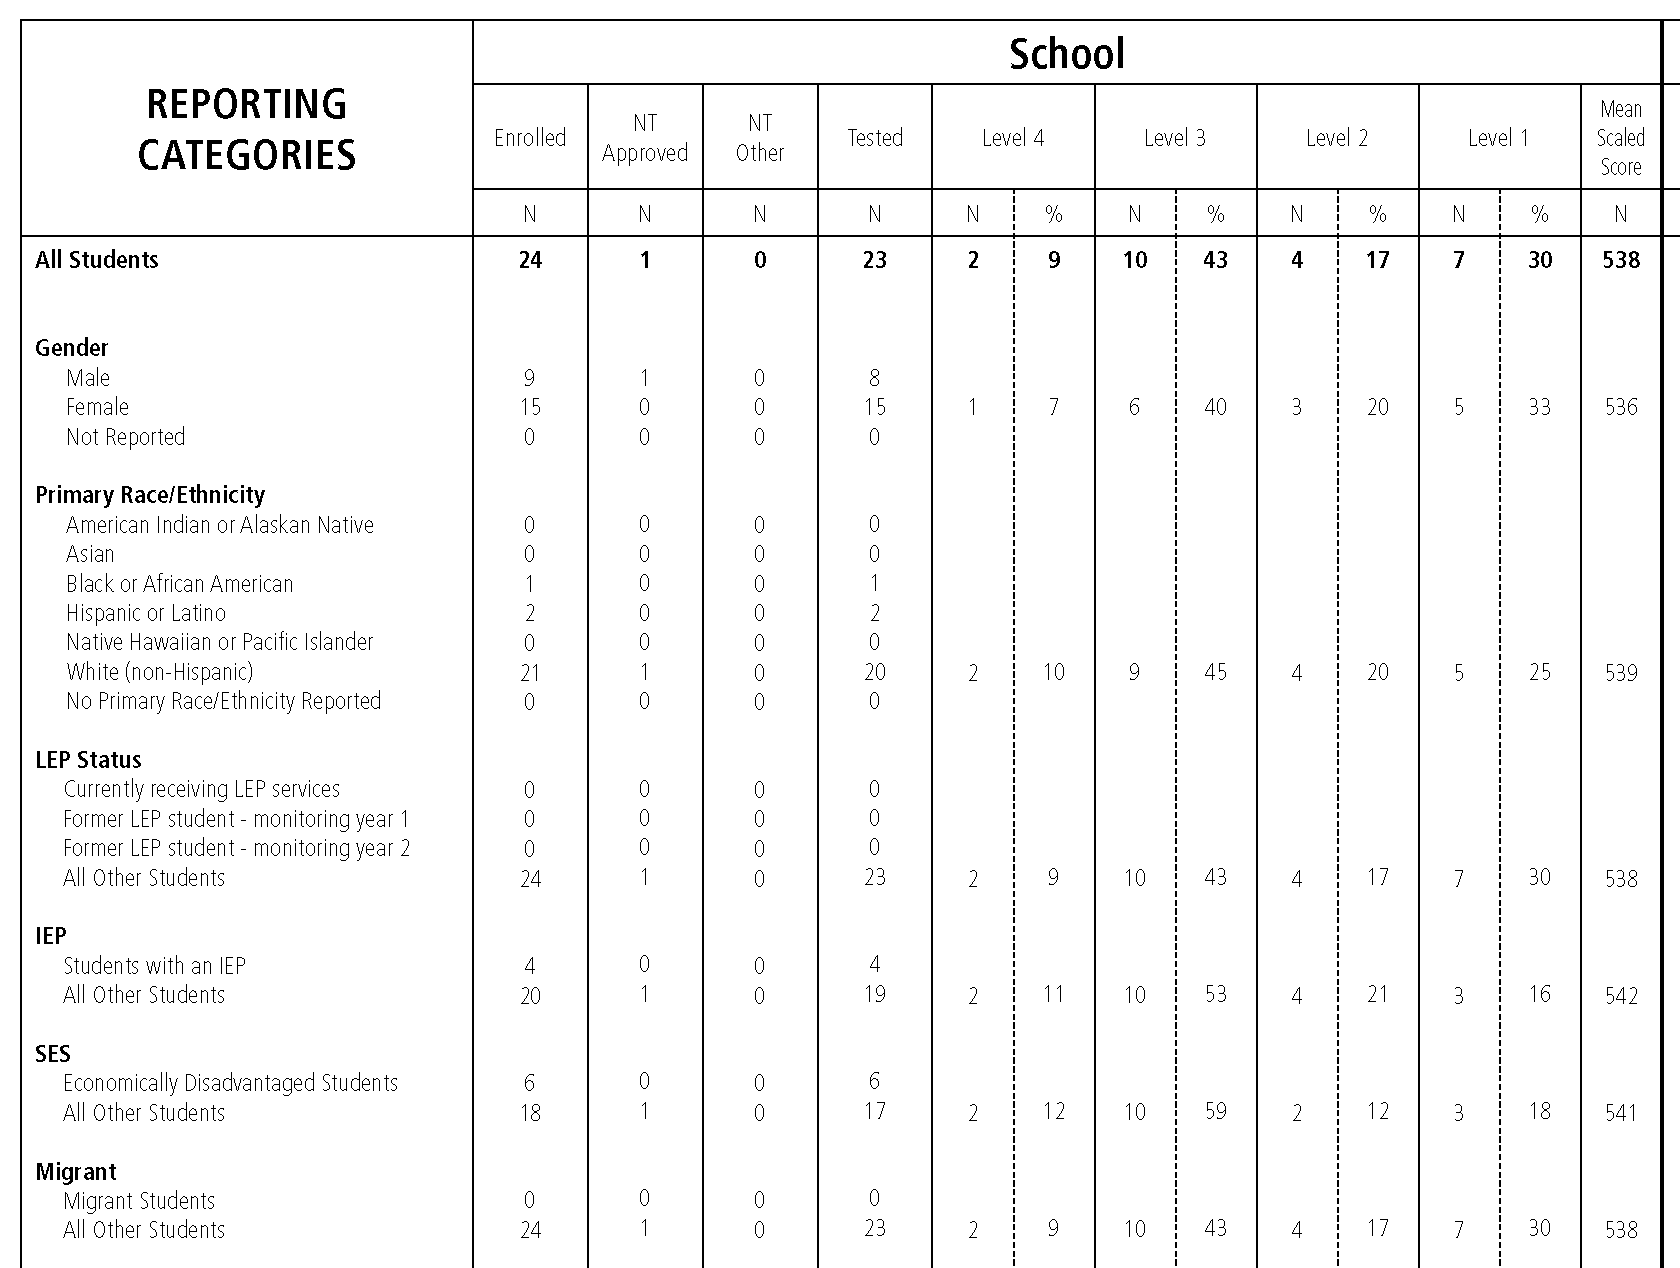 REPORTING CATEGORIES School
Enrolled NT Approved NT Other Tested Level 4 Level 3 Level 2 Level 1 Mean Scaled Score
N N N N N % N % N % N % N
All Students 24 1 0 23 2 9 10 43 4 17 7 30 538
Gender
Male 9 1 0 8
Female 15 0 0 15 1 7 6 40 3 20 5 33 536
Not Reported 0 0 0 0
Primary Race/Ethnicity
American Indian or Alaskan Native 0 0 0 0
Asian 0 0 0 0
Black or African American 1 0 0 1
Hispanic or Latino 2 0 0 2
Native Hawaiian or Pacific Islander 0 0 0 0
White (non-Hispanic) 21 1 0 20 2 10 9 45 4 20 5 25 539
No Primary Race/Ethnicity Reported 0 0 0 0
LEP Status
Currently receiving LEP services 0 0 0 0
Former LEP student - monitoring year 1 0 0 0 0
Former LEP student - monitoring year 2 0 0 0 0
All Other Students 24 1 0 23 2 9 10 43 4 17 7 30 538
IEP
Students with an IEP 4 0 0 4
All Other Students 20 1 0 19 2 11 10 53 4 21 3 16 542
SES
Economically Disadvantaged Students 6 0 0 6
All Other Students 18 1 0 17 2 12 10 59 2 12 3 18 541
Migrant
Migrant Students 0 0 0 0
All Other Students 24 1 0 23 2 9 10 43 4 17 7 30 538